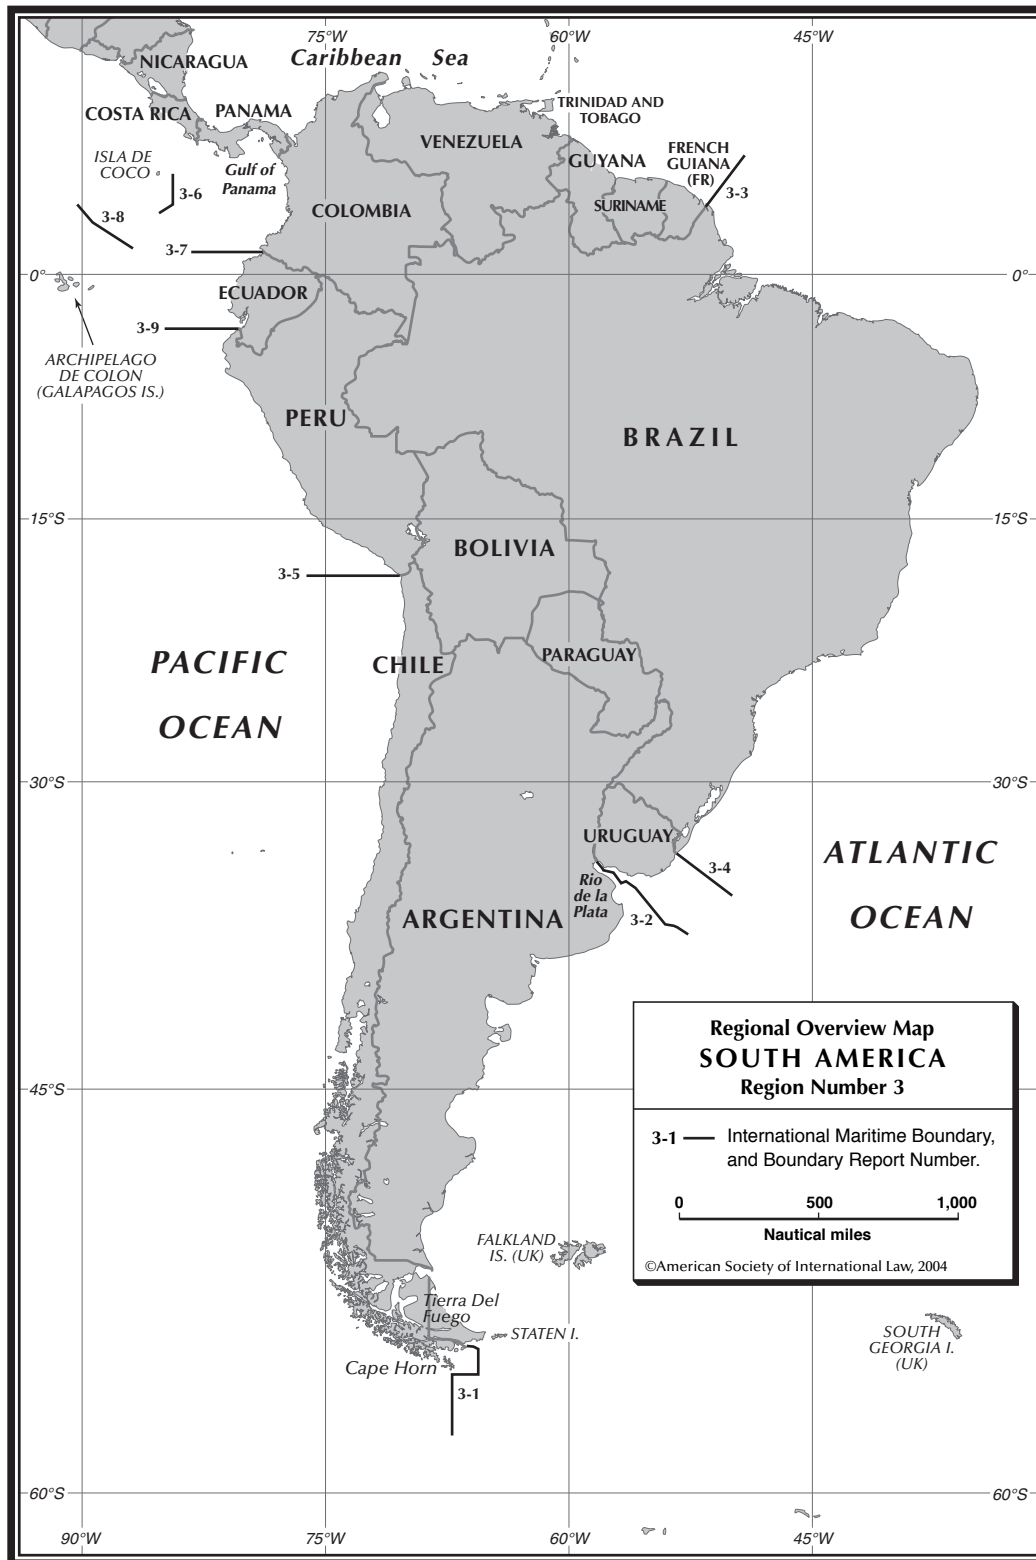 75°W
60°W
45°W
Caribbean Sea
NICARAGUA
COSTA RICA
PANAMA
TRINIDAD AND
TOBAGO
VENEZUELA
GUYANA
FRENCH
GUIANA
(FR)
3-3
ISLA DE
COCO
3-6
Gulf of
Panama
SURINAME
COLOMBIA
3-8
3-7
0°
0°
ECUADOR
3-9
ARCHIPELAGO
DE COLON
(GALAPAGOS IS.)
PERU
BRAZIL
15°S
15°S
BOLIVIA
3-5
PACIFIC
OCEAN
CHILE
PARAGUAY
30°S
30°S
URUGUAY
3-4
ATLANTIC
OCEAN
Rio
de la
Plata
3-2
ARGENTINA
Regional Overview Map
SOUTH AMERICA
Region Number 3
45°S
45°S
3-1
International Maritime Boundary,
and Boundary Report Number.
0 500 1,000
Nautical miles
©American Society of International Law, 2004
FALKLAND
IS. (UK)
Tierra Del
Fuego
STATEN I.
SOUTH
GEORGIA I.
(UK)
Cape Horn
3-1
60°S
60°S
90°W
75°W
60°W
45°W